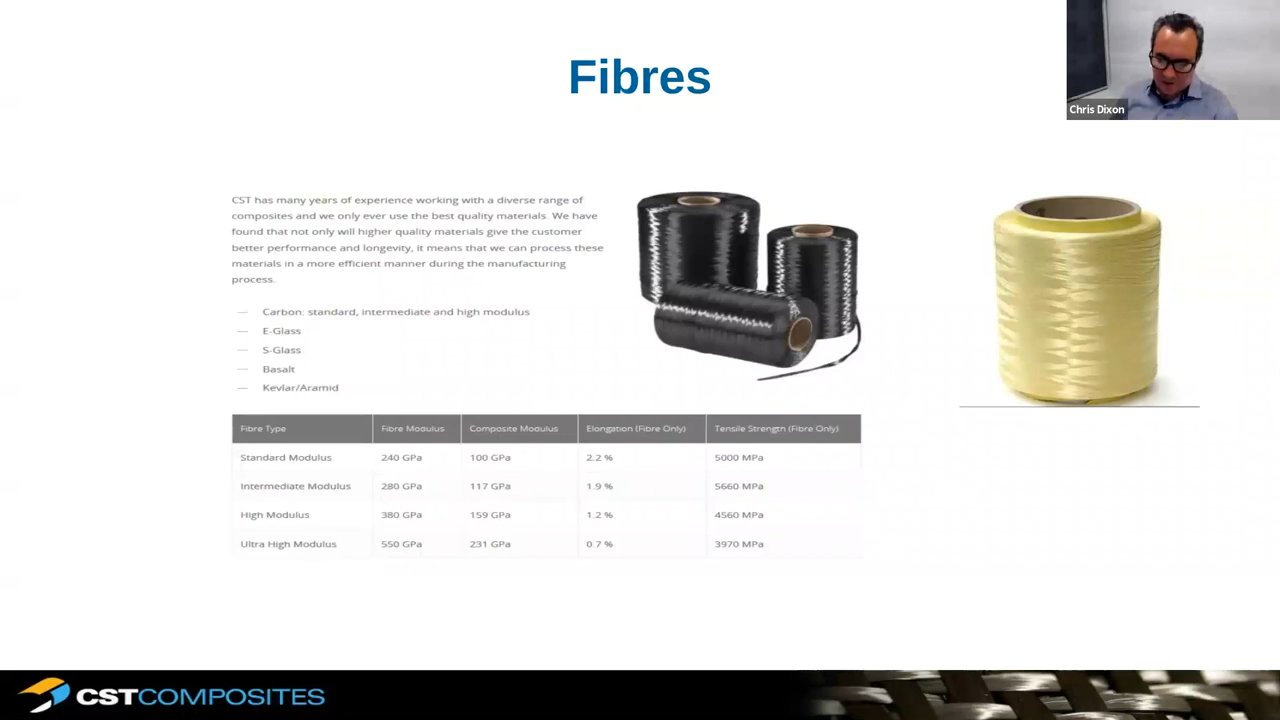 Fibres
Chris Dixon
CST has many years of experience working with a diverse range of
composites and we only ever use the best quality materials. We have
found that not only will higher quality materials give the customer
better performance and longevity, it means that we can process these
materials in a more efficient manner during the manufacturing
process.
— Carbon: standard, intermediate and high modulus
— E-Glass
— S-Glass
— Basalt
— Kevlar/Aramid
Fibre Type Fibre Modulus Composite Modulus Elongation (Fibre Only) Tensile Strength (Fibre Only)
Standard Modulus 240 GPa 100 GPa 2.2 % 5000 MPa
Intermediate Modulus 280 GPa 117 GPa 1.9 % 5660 MPa
High Modulus 380 GPa 159 GPa 1.2 % 4560 MPa
Ultra High Modulus 550 GPa 231 GPa 0.7 % 3970 MPa
CSTCOMPOSITES